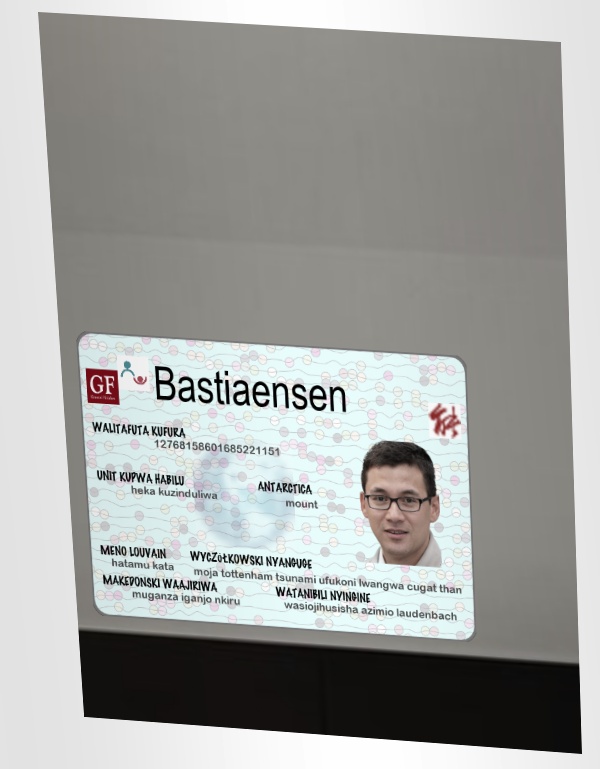 GF
Bastiaensen
WALITAFUTA KUFURA
12768158601685221151
UNIT KUPWA HABILU
heka kuzinduliwa
ANTARCTICA
mount
MENO LOUVAIN
hatamu kata
WYCZÓŁKOWSKI NYANGUGE
moja tottenham tsunami ufukoni lwangwa cugat than
MAKEDONSKI WAAJIRIWA
muganza iganjo nkiru
WATANIBILI NYINGINE
wasiojihusisha azimio laudenbach